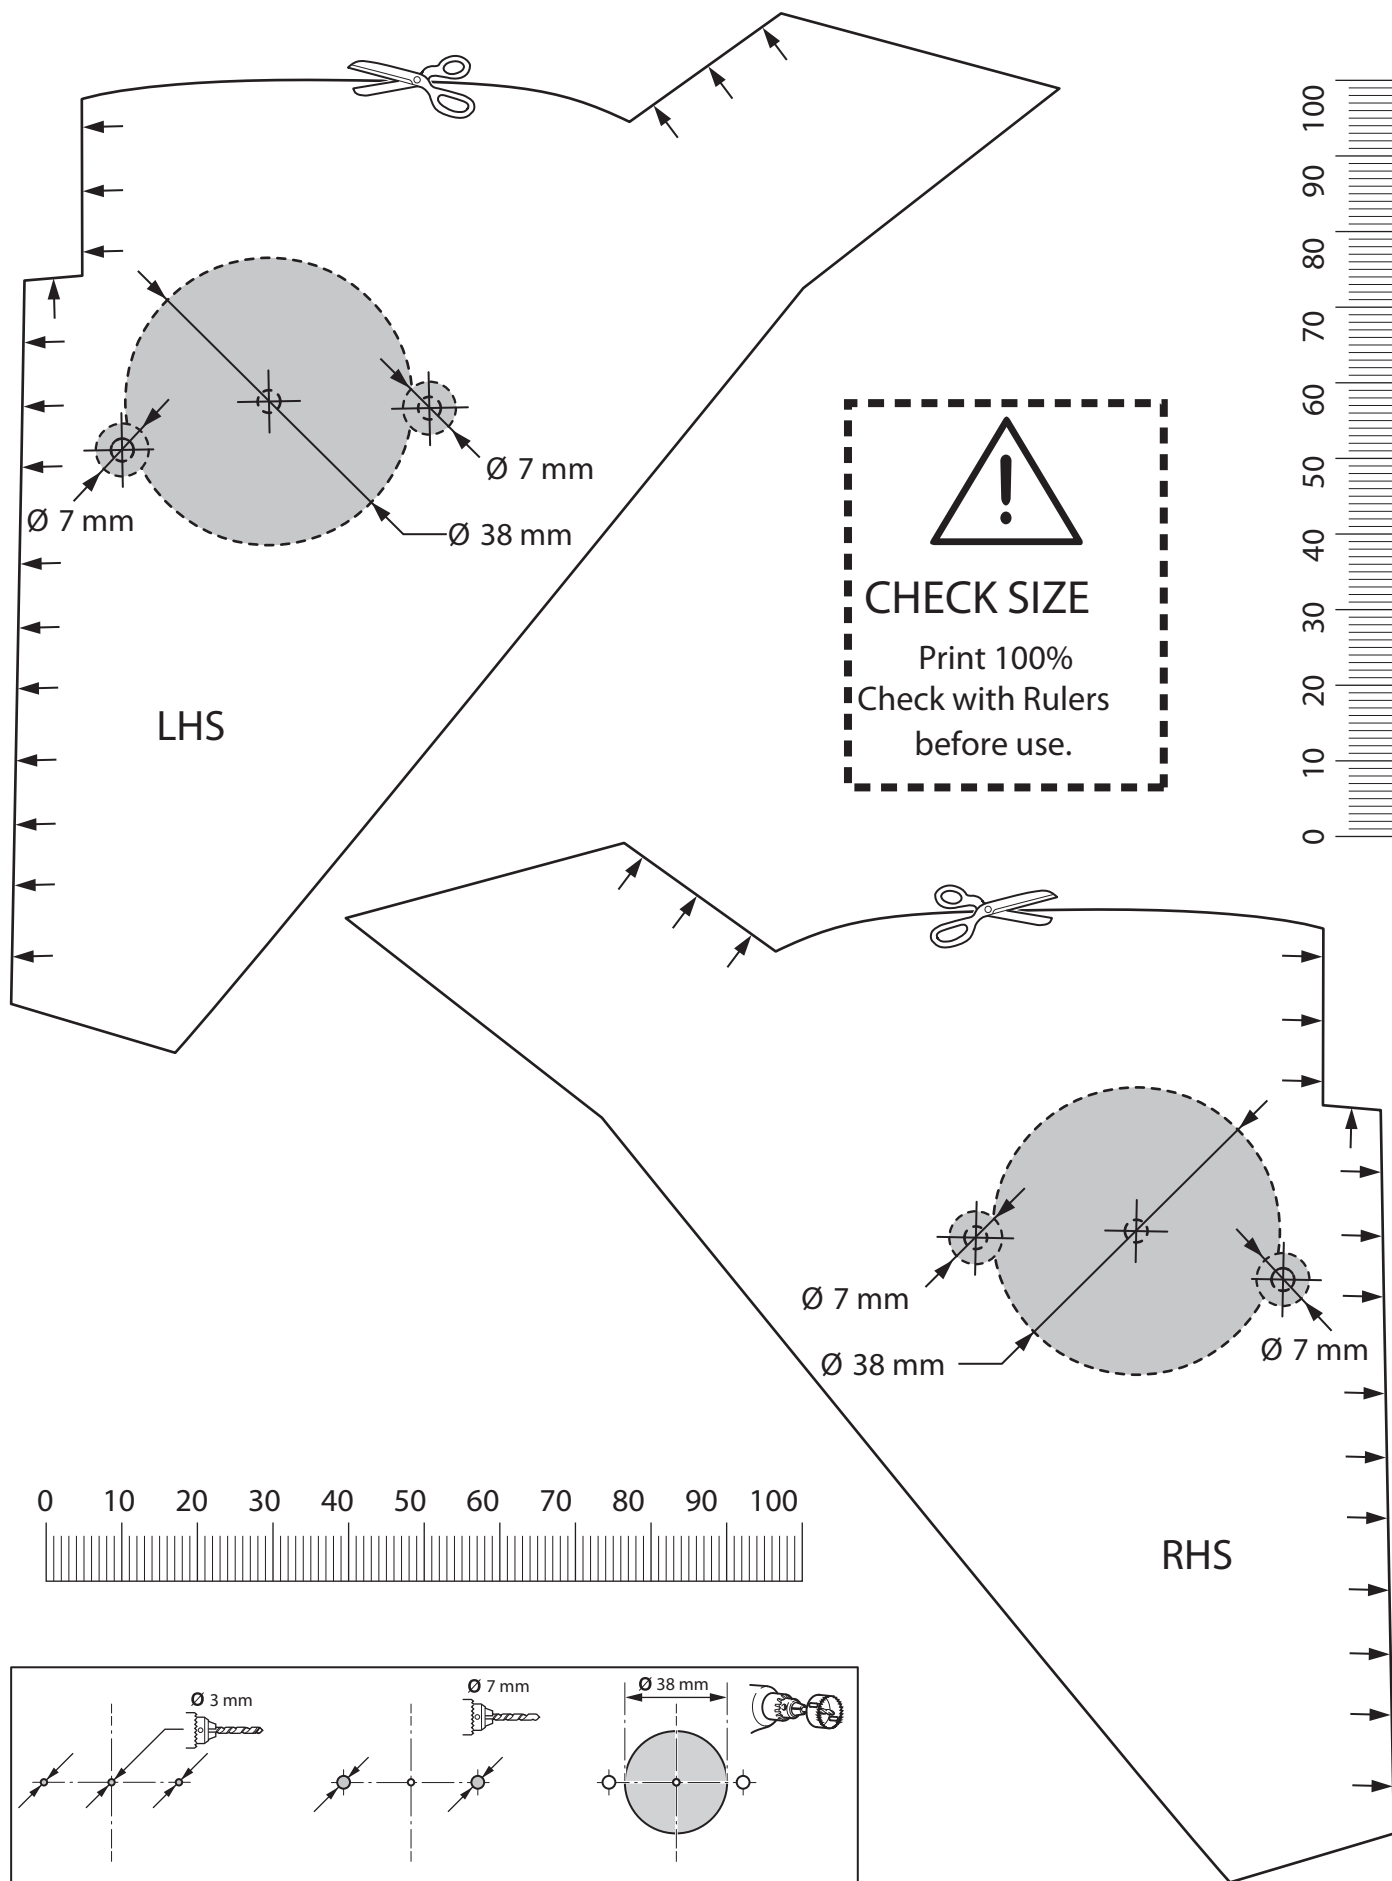 Ø 7 mm
Ø 7 mm
Ø 38 mm
LHS
CHECK SIZE
Print 100%
Check with Rulers
before use.
100
90
80
70
60
50
40
30
20
10
0
Ø 7 mm
Ø 38 mm
Ø 7 mm
RHS
0 10 20 30 40 50 60 70 80 90 100
Ø 3 mm
Ø 7 mm
Ø 38 mm